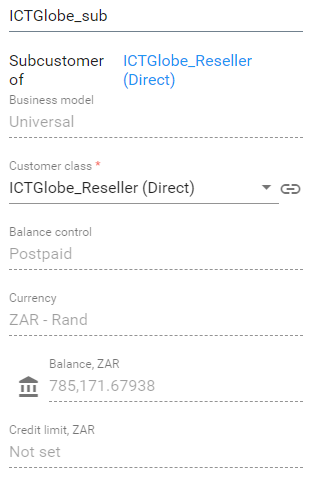 ICTGlobe_sub
Subcustomer ICTGlobe_Reseller
of (Direct)
Business model
Universal
Customer class *
ICTGlobe_Reseller (Direct)
Balance control
Postpaid
Currency
ZAR - Rand
Balance, ZAR
785,171.67938
Credit limit, ZAR
Not set